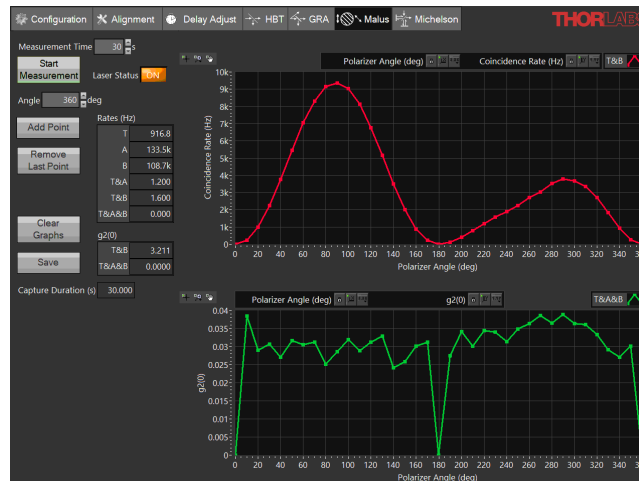 Configuration Alignment Delay Adjust HBT GRA Malus Michelson THORLABS
Measurement Time 30 s
Start Measurement Laser Status ON
Angle 360 deg
Add Point
Remove Last Point
Clear Graphs
Save
Capture Duration (s) 30.000
Rates (Hz)
T 916.8
A 133.5k
B 108.7k
T&A 1.200
T&B 1.600
T&A&B 0.000
g2(0)
T&B 3.211
T&A&B 0.0000
Polarizer Angle (deg) Coincidence Rate (Hz) T&B
Coincidence Rate (Hz)
10k
9k
8k
7k
6k
5k
4k
3k
2k
1k
0
0 20 40 60 80 100 120 140 160 180 200 220 240 260 280 300 320 340
Polarizer Angle (deg)
Polarizer Angle (deg) g2(0) T&A&B
g2(0)
0.04
0.035
0.03
0.025
0.02
0.015
0.01
0.005
0
0 20 40 60 80 100 120 140 160 180 200 220 240 260 280 300 320 340
Polarizer Angle (deg)